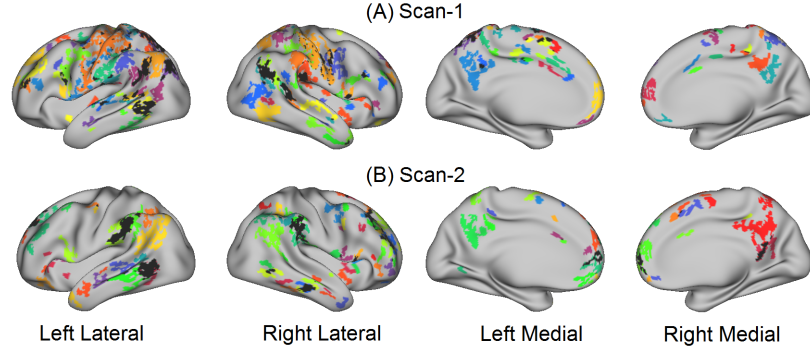 (A) Scan-1
(B) Scan-2
Left Lateral Right Lateral Left Medial Right Medial